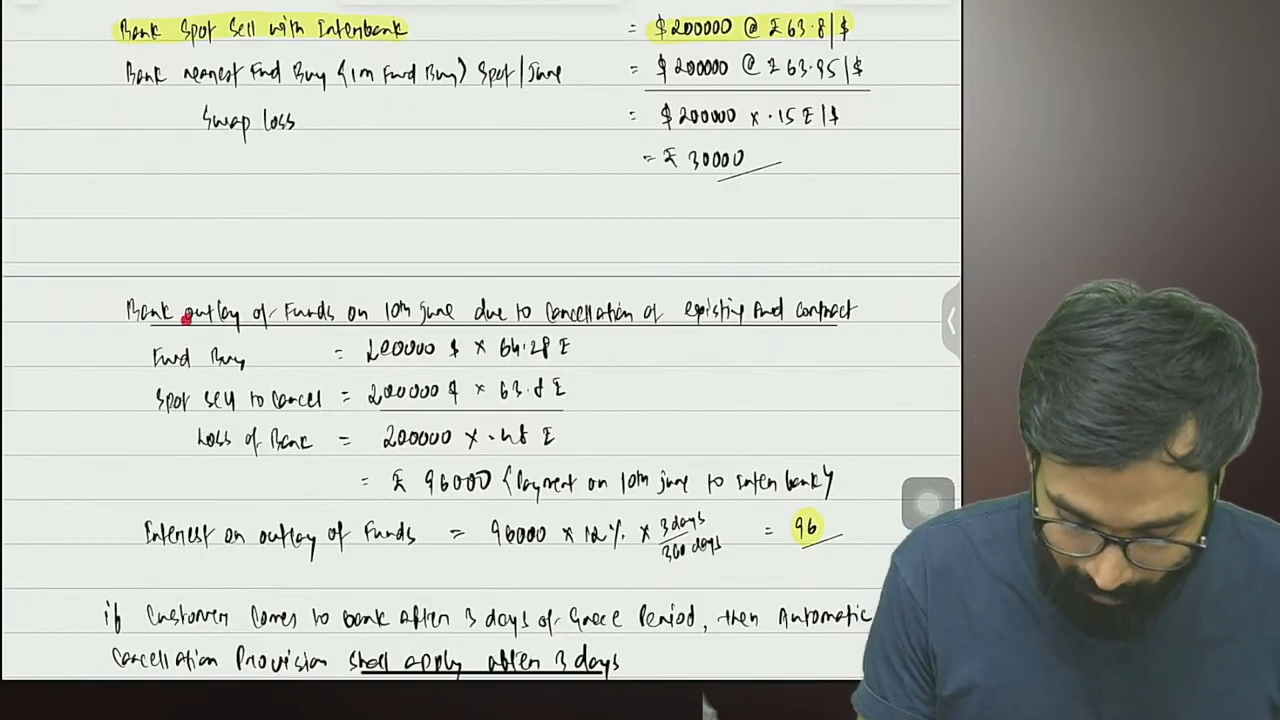 Bank Spot Sell with Interbank = $200000 @ ₹63.8/$
Bank nearest Fwd Buy (1m Fwd Buy) Spot/June = $200000 @ ₹63.95/$
Swap loss = $200000 x .15 ₹/$
= ₹ 30000
Bank outlay of Funds on 10th June due to Cancellation of existing Fwd contract
Fwd Buy = 200000 $ x 64.28 ₹
Spot Sell to Cancel = 200000 $ x 63.8 ₹
Loss of Bank = 200000 x .48 ₹
= ₹ 96000 (Payment on 10th June to Inter bank)
Interest on outlay of Funds = 96000 x 12% x 3 days / 360 days = 96
if Customer Comes to bank after 3 days of Grace Period, then Automatic
Cancellation Provision shall apply after 3 days